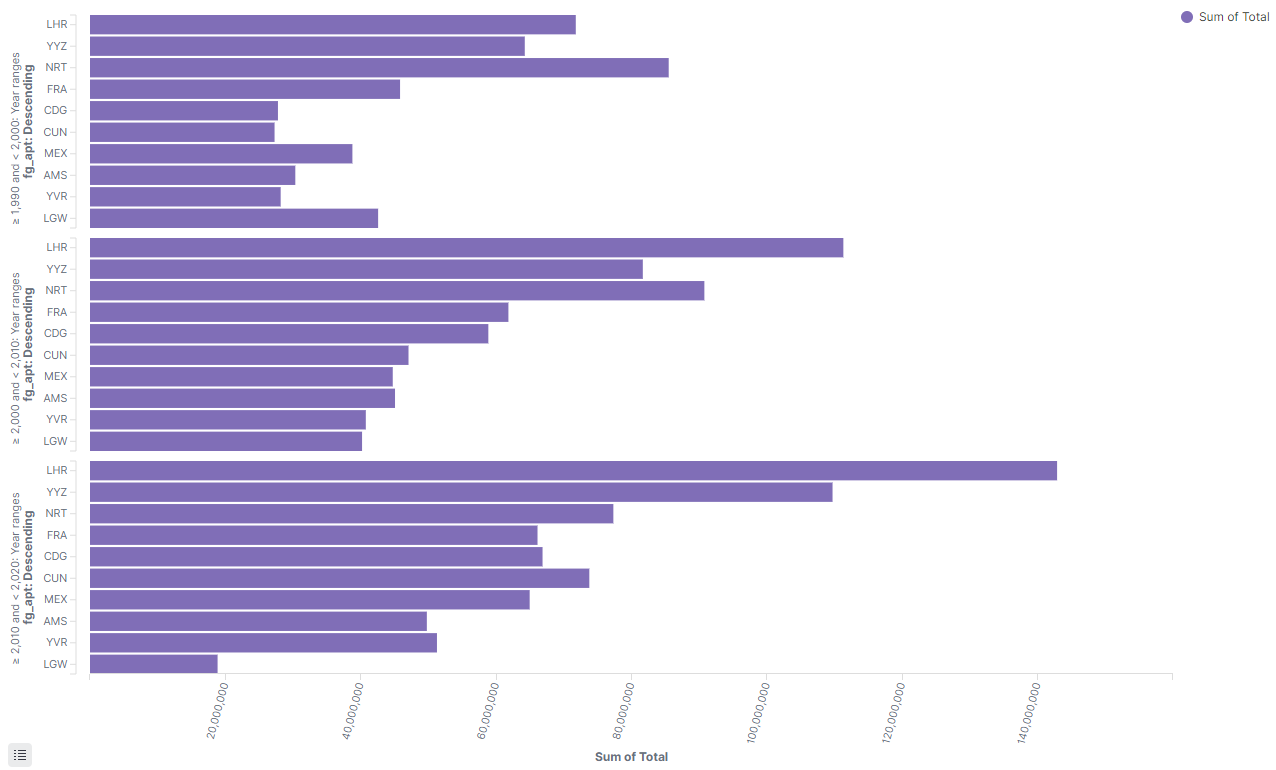 Sum of Total
≥ 1,990 and < 2,000: Year ranges
fg_apt: Descending
LHR
YYZ
NRT
FRA
CDG
CUN
MEX
AMS
YVR
LGW
≥ 2,000 and < 2,010: Year ranges
fg_apt: Descending
LHR
YYZ
NRT
FRA
CDG
CUN
MEX
AMS
YVR
LGW
≥ 2,010 and < 2,020: Year ranges
fg_apt: Descending
LHR
YYZ
NRT
FRA
CDG
CUN
MEX
AMS
YVR
LGW
20,000,000
40,000,000
60,000,000
80,000,000
100,000,000
120,000,000
140,000,000
Sum of Total